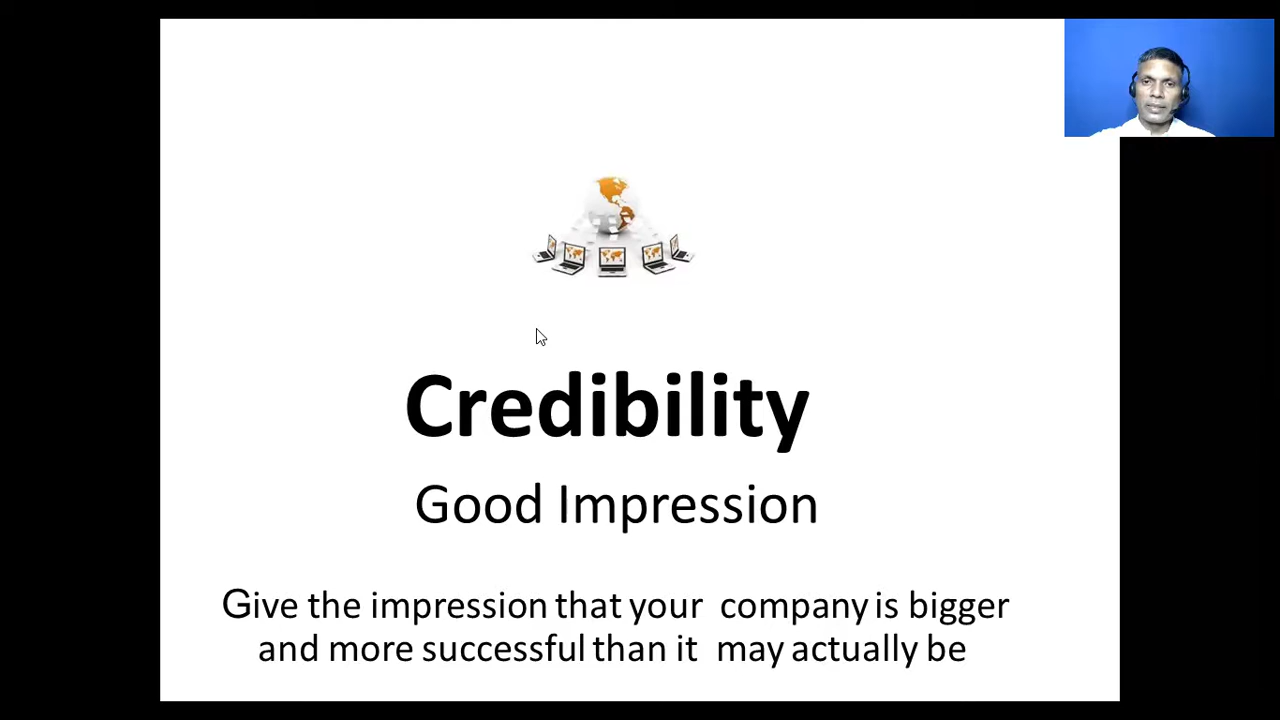 Credibility
Good Impression
Give the impression that your company is bigger
and more successful than it may actually be